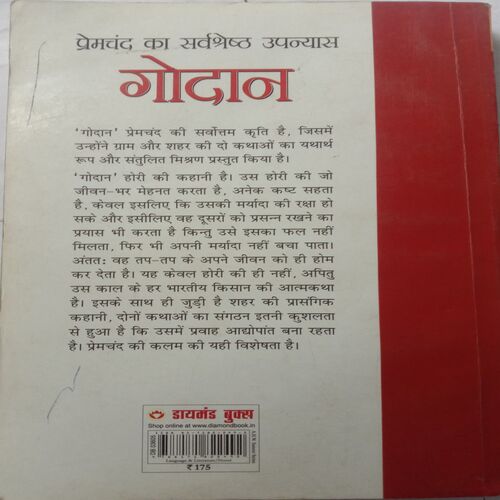 प्रेमचंद का सर्वश्रेष्ठ उपन्यास
गोदान
'गोदान' प्रेमचंद की सर्वोत्तम कृति है, जिसमें
उन्होंने ग्राम और शहर की दो कथाओं का यथार्थ
रूप और संतुलित मिश्रण प्रस्तुत किया है।
'गोदान' होरी की कहानी है। उस होरी की जो
जीवन-भर मेहनत करता है, अनेक कष्ट सहता
है, केवल इसलिए कि उसकी मर्यादा की रक्षा हो
सके और इसीलिए वह दूसरों को प्रसन्न रखने का
प्रयास भी करता है किन्तु उसे इसका फल नहीं
मिलता, फिर भी अपनी मर्यादा नहीं बचा पाता।
अंततः वह तप-तप के अपने जीवन को ही होम
कर देता है। यह केवल होरी की ही नहीं, अपितु
उस काल के हर भारतीय किसान की आत्मकथा
है। इसके साथ ही जुड़ी है शहर की प्रासंगिक
कहानी, दोनों कथाओं का संगठन इतनी कुशलता
से हुआ है कि उसमें प्रवाह आद्योपांत बना रहता
है। प्रेमचंद की कलम की यही विशेषता है।
डायमंड बुक्स
Shop online at www.diamondbook.in
₹ 175